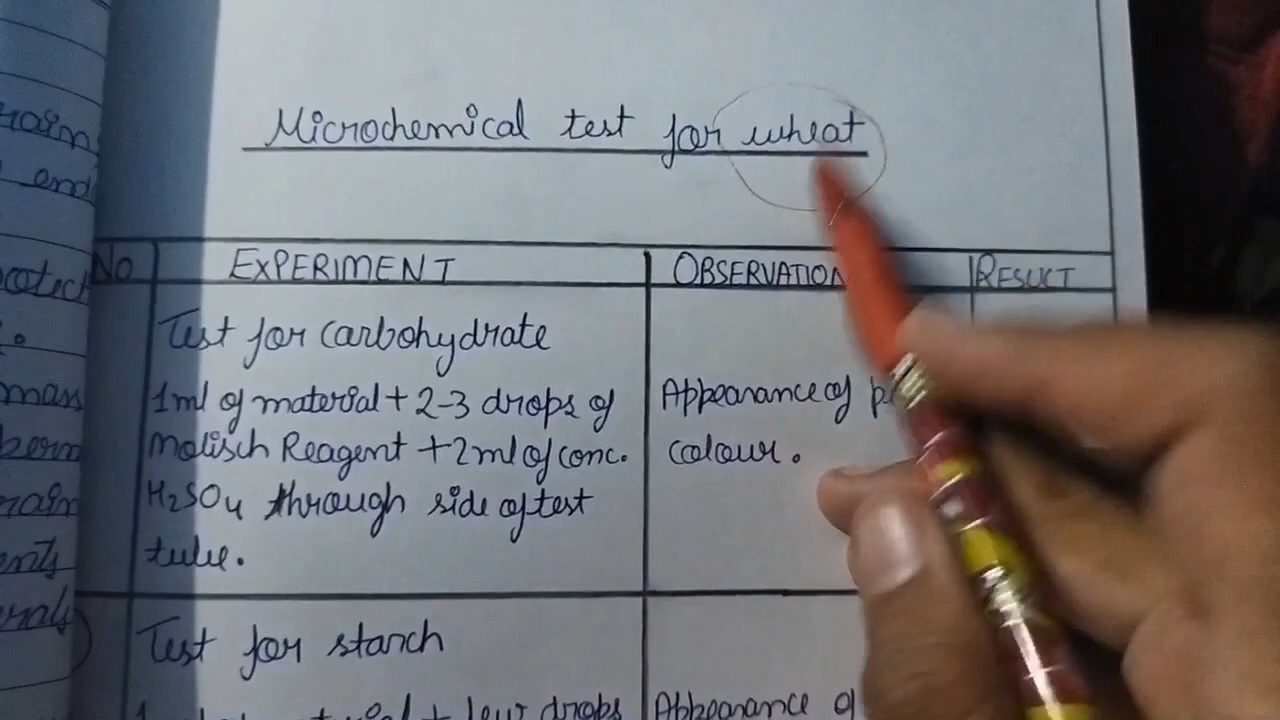 Microchemical test for wheat
No EXPERIMENT OBSERVATION RESULT
Test for carbohydrate
1ml of material + 2-3 drops of
Molisch Reagent + 2ml of conc.
H₂SO₄ through side of test
tube.
Appearance of
colour.
Test for starch
drops
Appearance of